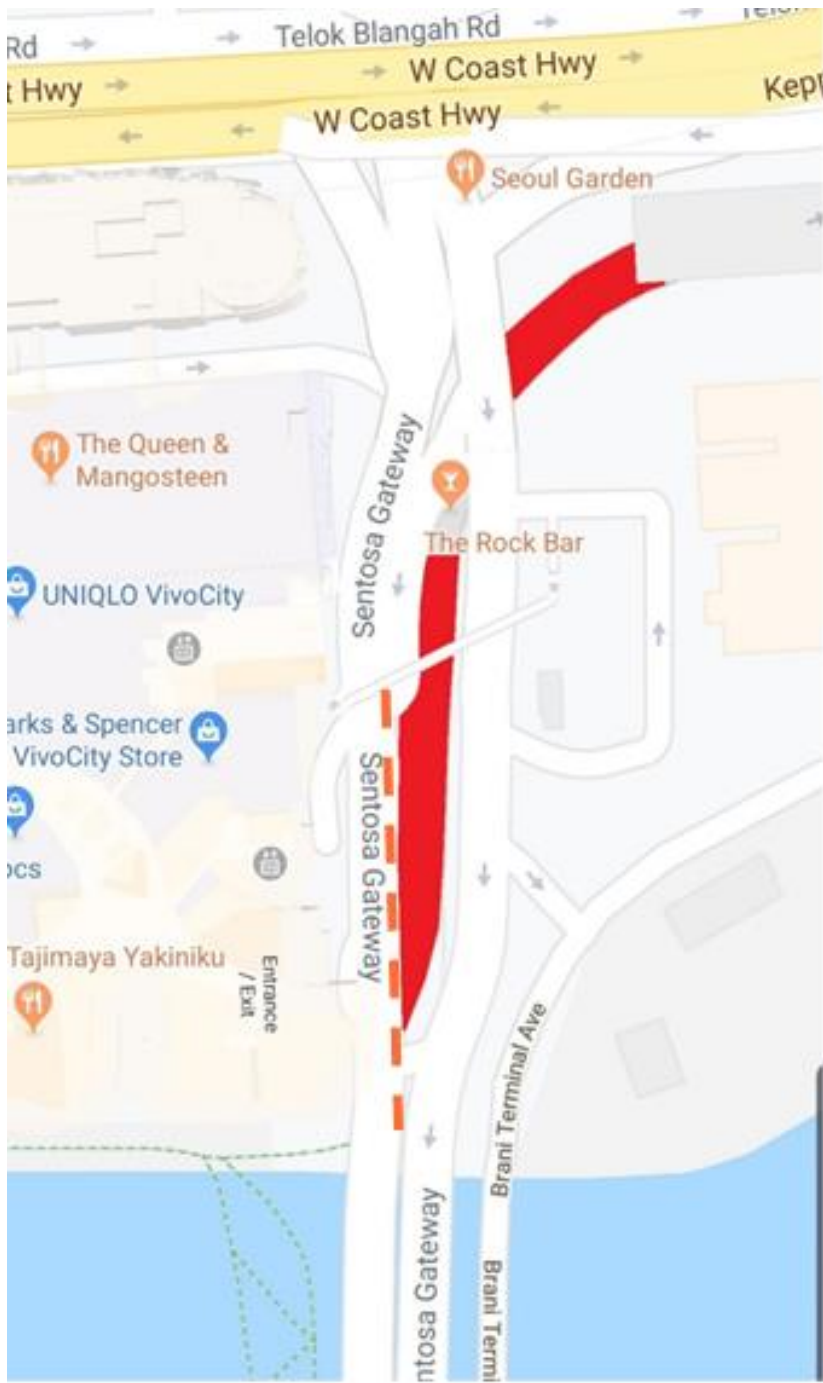 Telok Blangah Rd
Rd
W Coast Hwy
t Hwy
Kepp
W Coast Hwy
Seoul Garden
The Queen &
Mangosteen
Sentosa Gateway
The Rock Bar
UNIQLO VivoCity
arks & Spencer
VivoCity Store
Sentosa Gateway
ocs
Tajimaya Yakiniku
Entrance
/ Exit
Brani Terminal Ave
ntosa Gateway
Brani Termi